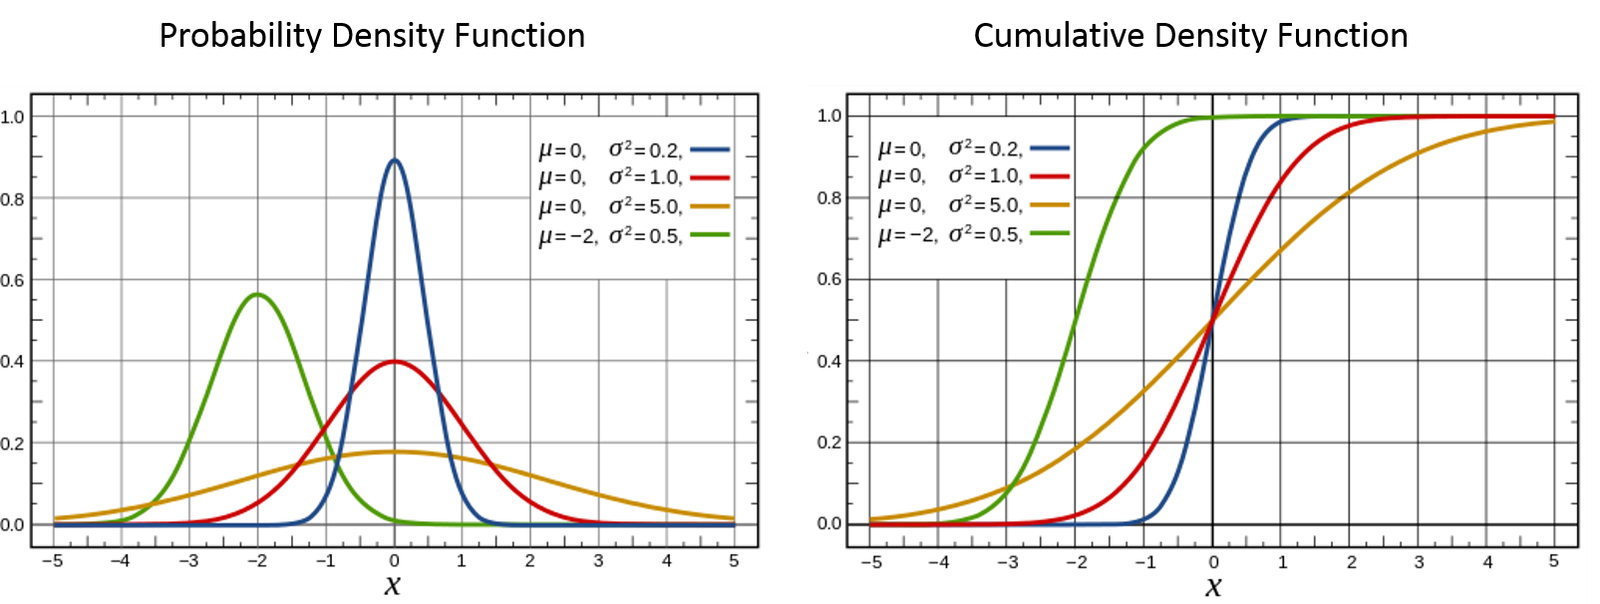 Probability Density Function
1.0
0.8
0.6
0.4
0.2
0.0
μ=0, σ²=0.2,
μ=0, σ²=1.0,
μ=0, σ²=5.0,
μ=−2, σ²=0.5,
−5 −4 −3 −2 −1 0 1 2 3 4 5
x
Cumulative Density Function
1.0
0.8
0.6
0.4
0.2
0.0
μ=0, σ²=0.2,
μ=0, σ²=1.0,
μ=0, σ²=5.0,
μ=−2, σ²=0.5,
−5 −4 −3 −2 −1 0 1 2 3 4 5
x